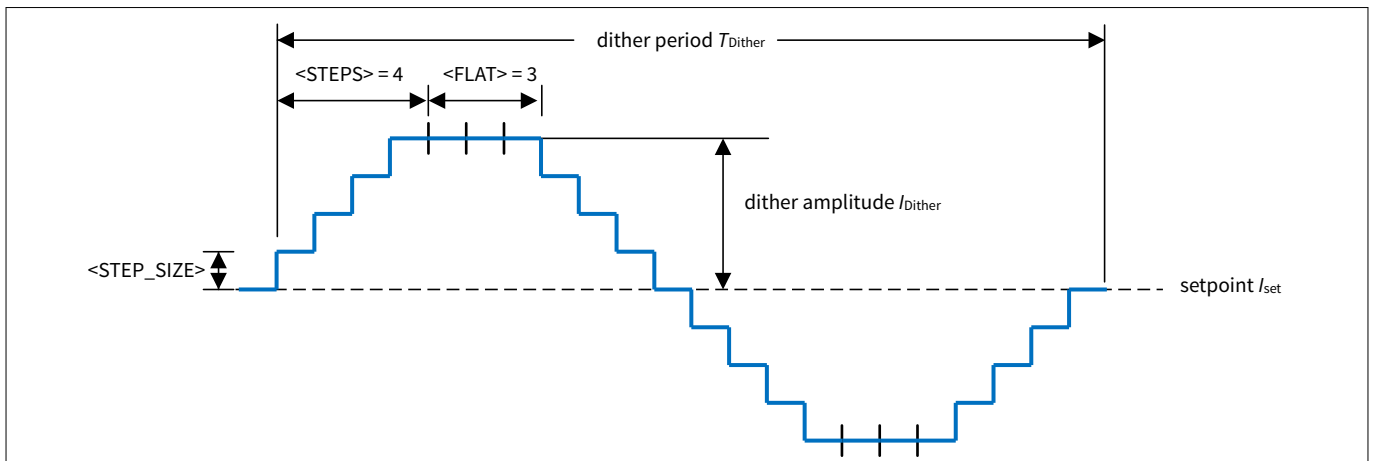 dither period TDither
<STEPS> = 4 <FLAT> = 3
dither amplitude IDither
<STEP_SIZE>
setpoint Iset